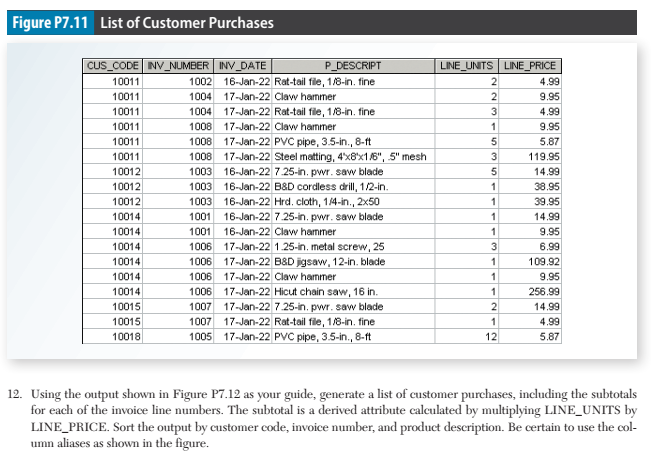 Figure P7.11 List of Customer Purchases
CUS_CODE INV_NUMBER INV_DATE P_DESCRIPT LINE_UNITS LINE_PRICE
10011 1002 16-Jan-22 Rat-tail file, 1/8-in. fine 2 4.99
10011 1004 17-Jan-22 Claw hammer 2 9.95
10011 1004 17-Jan-22 Rat-tail file, 1/8-in. fine 3 4.99
10011 1008 17-Jan-22 Claw hammer 1 9.95
10011 1008 17-Jan-22 PVC pipe, 3.5-in., 8-ft 5 5.87
10011 1008 17-Jan-22 Steel matting, 4'x8'x1/6", .5" mesh 3 119.95
10012 1003 16-Jan-22 7.25-in. pwr. saw blade 5 14.99
10012 1003 16-Jan-22 B&D cordless drill, 1/2-in. 1 38.95
10012 1003 16-Jan-22 Hrd. cloth, 1/4-in., 2x50 1 39.95
10014 1001 16-Jan-22 7.25-in. pwr. saw blade 1 14.99
10014 1001 16-Jan-22 Claw hammer 1 9.95
10014 1006 17-Jan-22 1.25-in. metal screw, 25 3 6.99
10014 1006 17-Jan-22 B&D jigsaw, 12-in. blade 1 109.92
10014 1006 17-Jan-22 Claw hammer 1 9.95
10014 1006 17-Jan-22 Hicut chain saw, 16 in. 1 256.99
10015 1007 17-Jan-22 7.25-in. pwr. saw blade 2 14.99
10015 1007 17-Jan-22 Rat-tail file, 1/8-in. fine 1 4.99
10018 1005 17-Jan-22 PVC pipe, 3.5-in., 8-ft 12 5.87
12. Using the output shown in Figure P7.12 as your guide, generate a list of customer purchases, including the subtotals
for each of the invoice line numbers. The subtotal is a derived attribute calculated by multiplying LINE_UNITS by
LINE_PRICE. Sort the output by customer code, invoice number, and product description. Be certain to use the col-
umn aliases as shown in the figure.